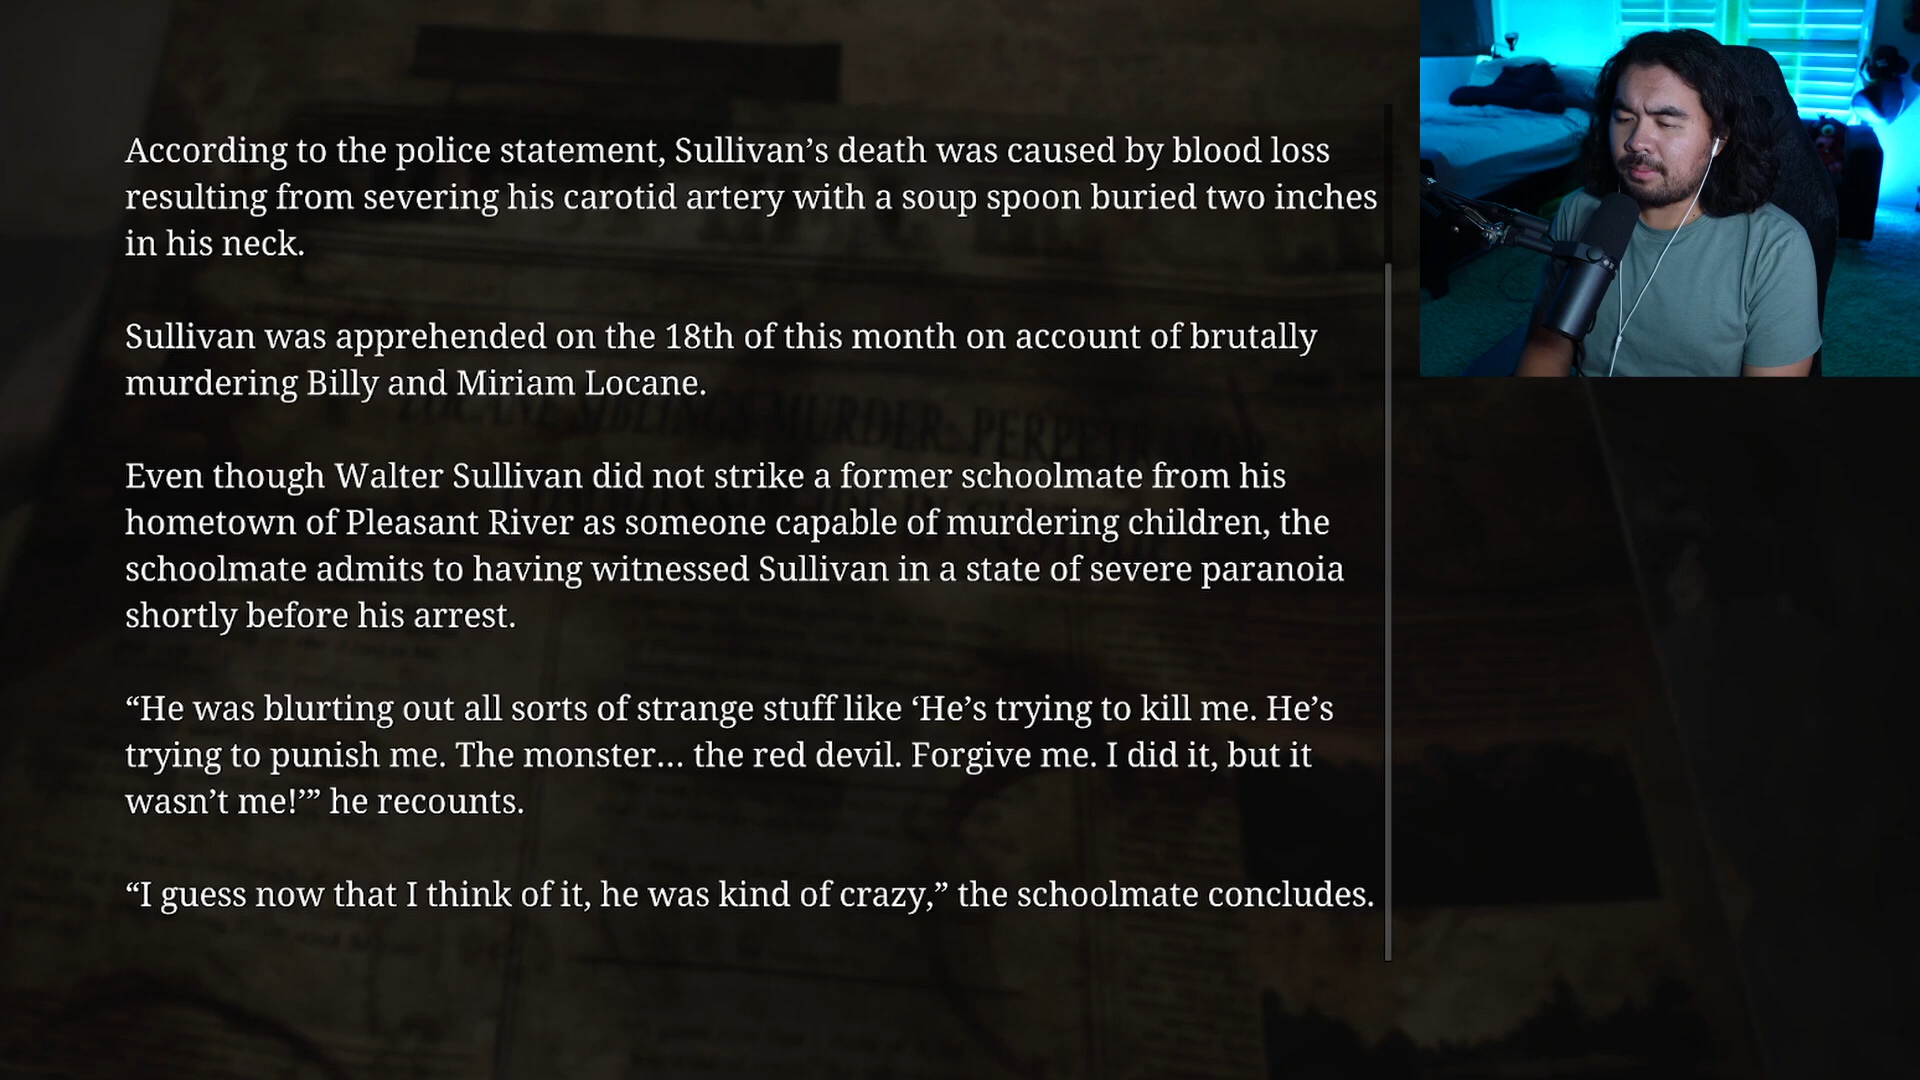 According to the police statement, Sullivan’s death was caused by blood loss
resulting from severing his carotid artery with a soup spoon buried two inches
in his neck.
Sullivan was apprehended on the 18th of this month on account of brutally
murdering Billy and Miriam Locane.
LOCANE SIBLINGS MURDER: PERPETRATOR
Even though Walter Sullivan did not strike a former schoolmate from his
hometown of Pleasant River as someone capable of murdering children, the
schoolmate admits to having witnessed Sullivan in a state of severe paranoia
shortly before his arrest.
“He was blurting out all sorts of strange stuff like ‘He’s trying to kill me. He’s
trying to punish me. The monster… the red devil. Forgive me. I did it, but it
wasn’t me!’” he recounts.
“I guess now that I think of it, he was kind of crazy,” the schoolmate concludes.